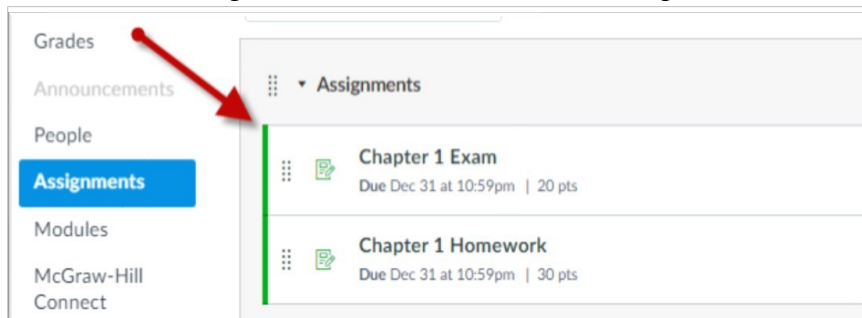 Grades
Announcements
People
Assignments
Modules
McGraw-Hill
Connect
Assignments
Chapter 1 Exam
Due Dec 31 at 10:59pm | 20 pts
Chapter 1 Homework
Due Dec 31 at 10:59pm | 30 pts